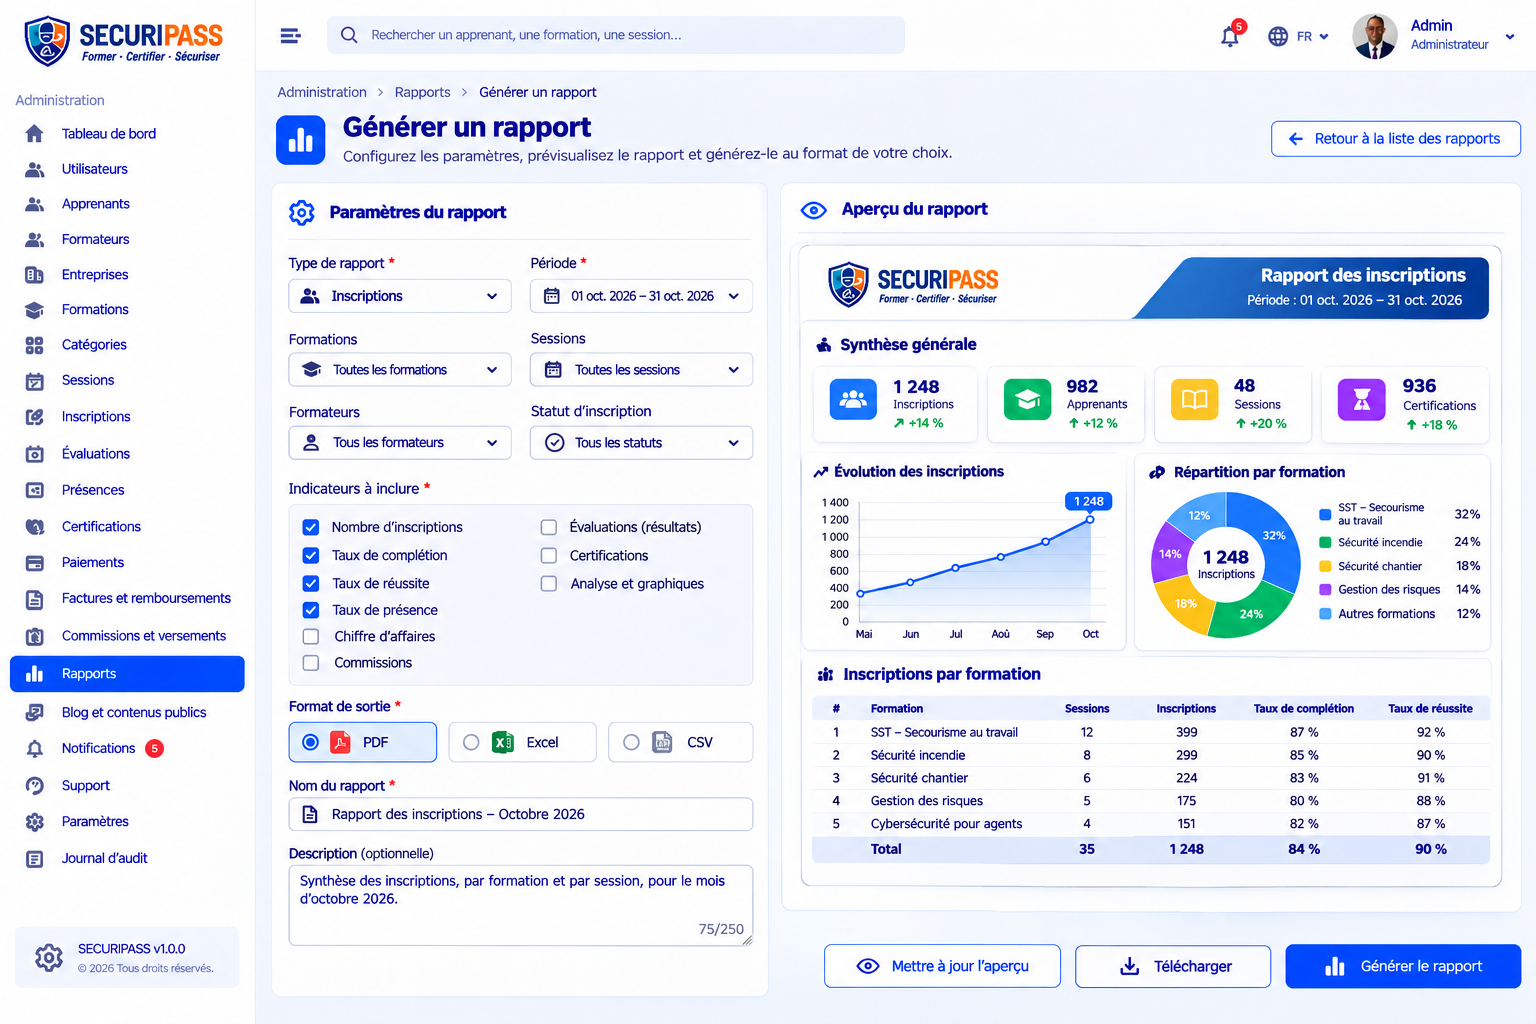 SECURIPASS
Former · Certifier · Sécuriser
Rechercher un apprenant, une formation, une session...
5
FR
Admin
Administrateur
Administration
Tableau de bord
Utilisateurs
Apprenants
Formateurs
Entreprises
Formations
Catégories
Sessions
Inscriptions
Évaluations
Présences
Certifications
Paiements
Factures et remboursements
Commissions et versements
Rapports
Blog et contenus publics
Notifications 5
Support
Paramètres
Journal d'audit
SECURIPASS v1.0.0
© 2026 Tous droits réservés.
Administration > Rapports > Générer un rapport
Générer un rapport
Configurez les paramètres, prévisualisez le rapport et générez-le au format de votre choix.
Retour à la liste des rapports
Paramètres du rapport
Type de rapport * Période *
Inscriptions 01 oct. 2026 – 31 oct. 2026
Formations Sessions
Toutes les formations Toutes les sessions
Formateurs Statut d'inscription
Tous les formateurs Tous les statuts
Indicateurs à inclure *
Nombre d'inscriptions Évaluations (résultats)
Taux de complétion Certifications
Taux de réussite Analyse et graphiques
Taux de présence
Chiffre d'affaires
Commissions
Format de sortie *
PDF Excel CSV
Nom du rapport *
Rapport des inscriptions – Octobre 2026
Description (optionnelle)
Synthèse des inscriptions, par formation et par session, pour le mois
d'octobre 2026.
75/250
Aperçu du rapport
SECURIPASS
Former · Certifier · Sécuriser
Rapport des inscriptions
Période : 01 oct. 2026 – 31 oct. 2026
Synthèse générale
1 248
Inscriptions
+14 %
982
Apprenants
+12 %
48
Sessions
+20 %
936
Certifications
+18 %
Évolution des inscriptions
1 248
1 400
1 200
1 000
800
600
400
200
0
Mai Jun Jul Aoû Sep Oct
Répartition par formation
12%
32%
14%
18%
24%
1 248
Inscriptions
SST – Secourisme
au travail 32%
Sécurité incendie 24%
Sécurité chantier 18%
Gestion des risques 14%
Autres formations 12%
Inscriptions par formation
# Formation Sessions Inscriptions Taux de complétion Taux de réussite
1 SST – Secourisme au travail 12 399 87 % 92 %
2 Sécurité incendie 8 299 85 % 90 %
3 Sécurité chantier 6 224 83 % 91 %
4 Gestion des risques 5 175 80 % 88 %
5 Cybersécurité pour agents 4 151 82 % 87 %
Total 35 1 248 84 % 90 %
Mettre à jour l'aperçu
Télécharger
Générer le rapport